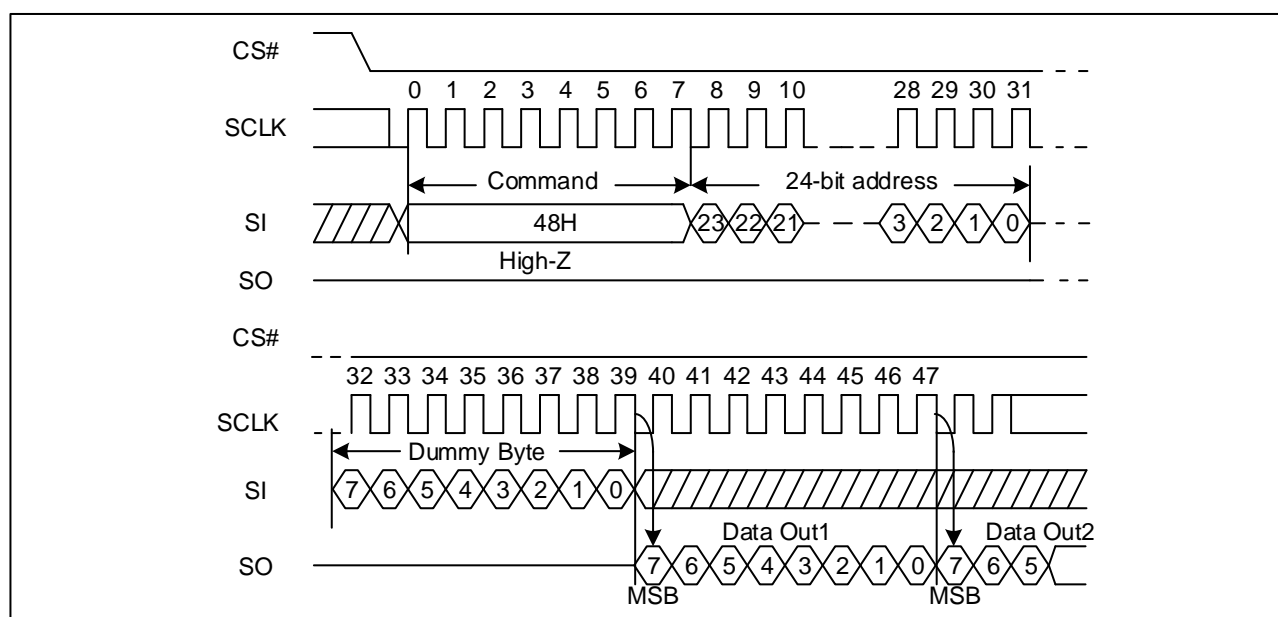 CS#
0 1 2 3 4 5 6 7 8 9 10 28 29 30 31
SCLK
Command 24-bit address
SI 48H 23 22 21 3 2 1 0
High-Z
SO
CS#
32 33 34 35 36 37 38 39 40 41 42 43 44 45 46 47
SCLK
Dummy Byte
SI 7 6 5 4 3 2 1 0
Data Out1 Data Out2
SO 7 6 5 4 3 2 1 0 7 6 5
MSB MSB